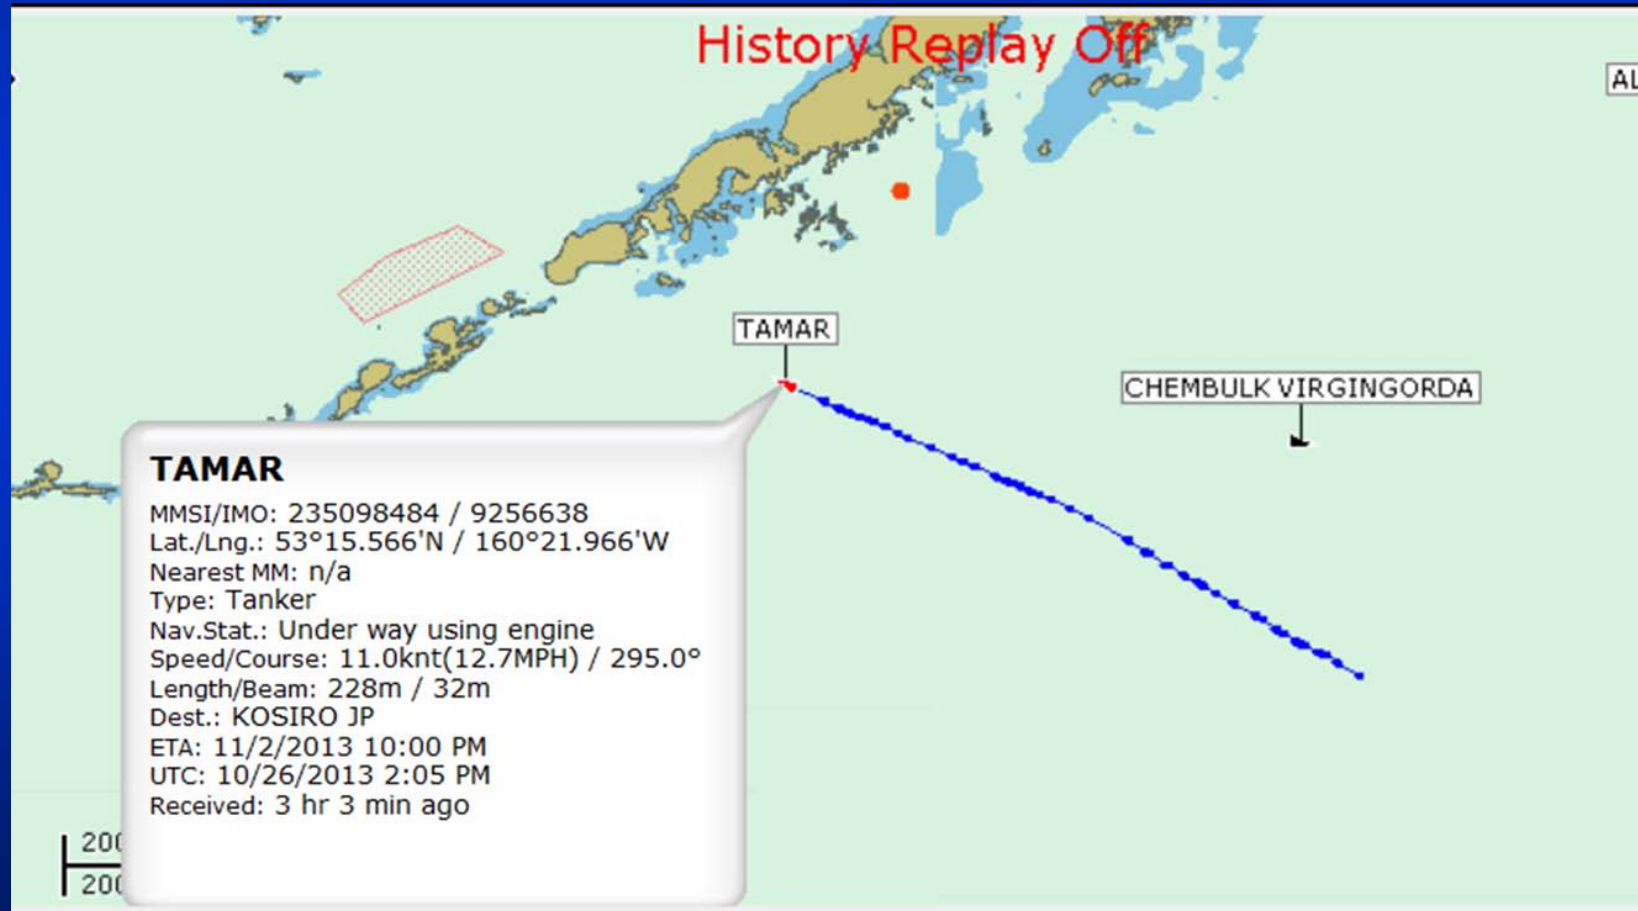 History Replay Off
AL
TAMAR
CHEMBULK VIRGINGORDA
TAMAR
MMSI/IMO: 235098484 / 9256638
Lat./Lng.: 53°15.566'N / 160°21.966'W
Nearest MM: n/a
Type: Tanker
Nav.Stat.: Under way using engine
Speed/Course: 11.0knt(12.7MPH) / 295.0°
Length/Beam: 228m / 32m
Dest.: KOSIRO JP
ETA: 11/2/2013 10:00 PM
UTC: 10/26/2013 2:05 PM
Received: 3 hr 3 min ago